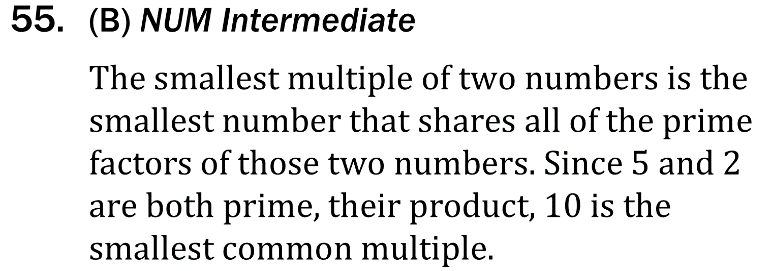 55. (B) NUM Intermediate
The smallest multiple of two numbers is the
smallest number that shares all of the prime
factors of those two numbers. Since 5 and 2
are both prime, their product, 10 is the
smallest common multiple.